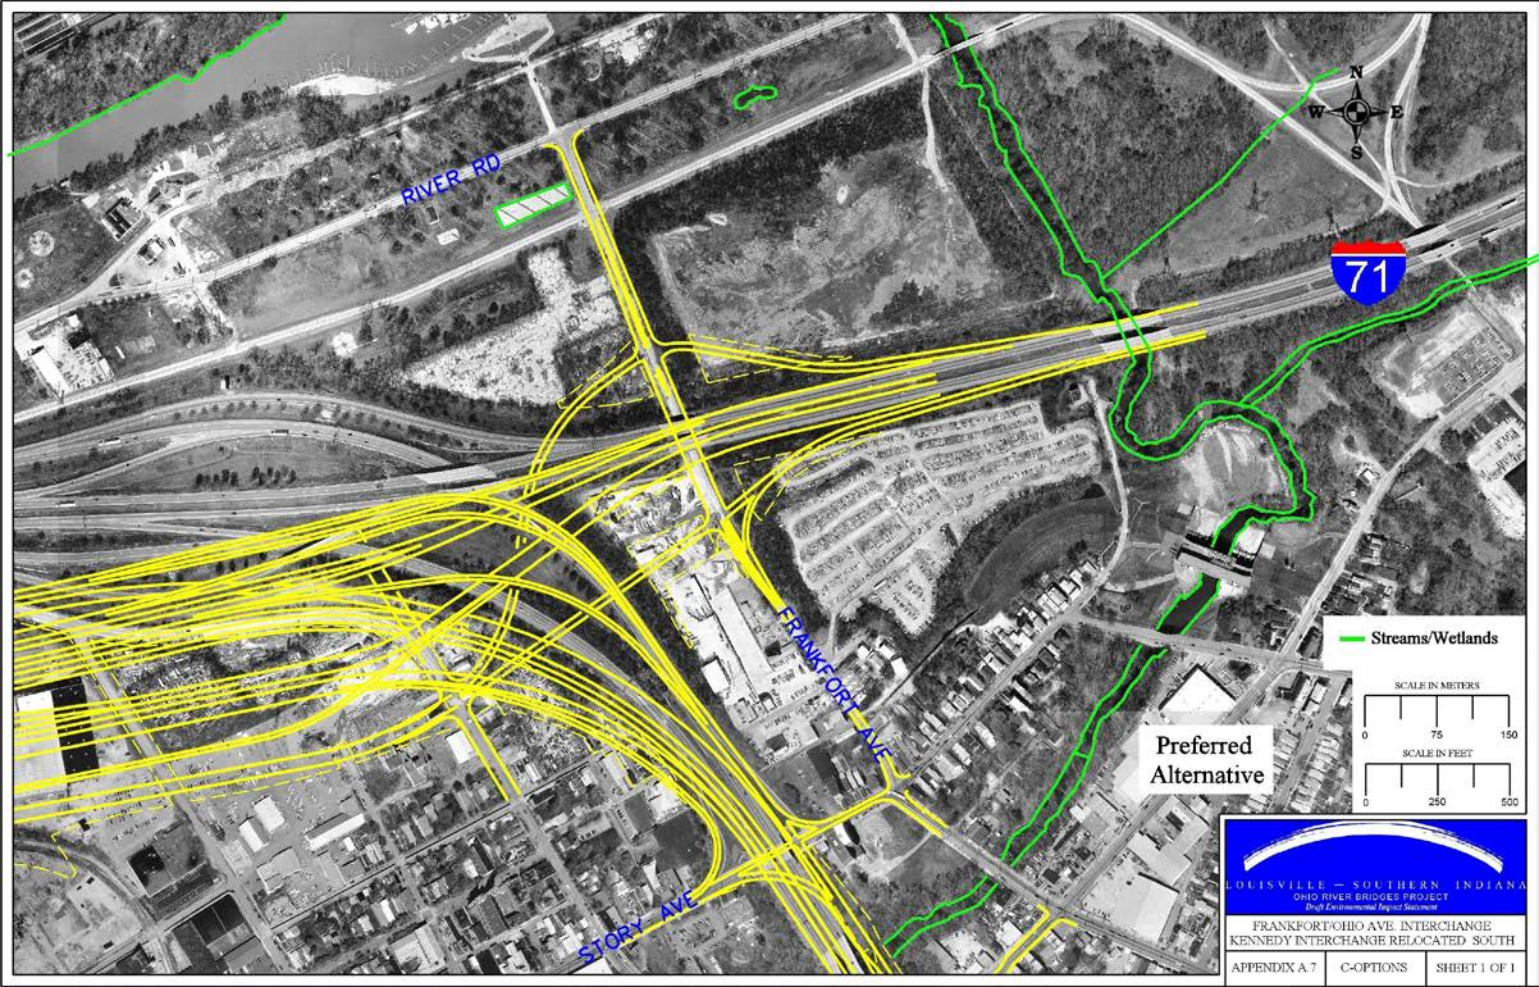 N
W E
S
RIVER RD
71
FRANKFORT AVE
STORY AVE
Streams/Wetlands
SCALE IN METERS
0 75 150
SCALE IN FEET
0 250 500
Preferred
Alternative
LOUISVILLE – SOUTHERN INDIANA
OHIO RIVER BRIDGES PROJECT
Draft Environmental Impact Statement
FRANKFORT/OHIO AVE. INTERCHANGE
KENNEDY INTERCHANGE RELOCATED SOUTH
APPENDIX A.7 C-OPTIONS SHEET 1 OF 1